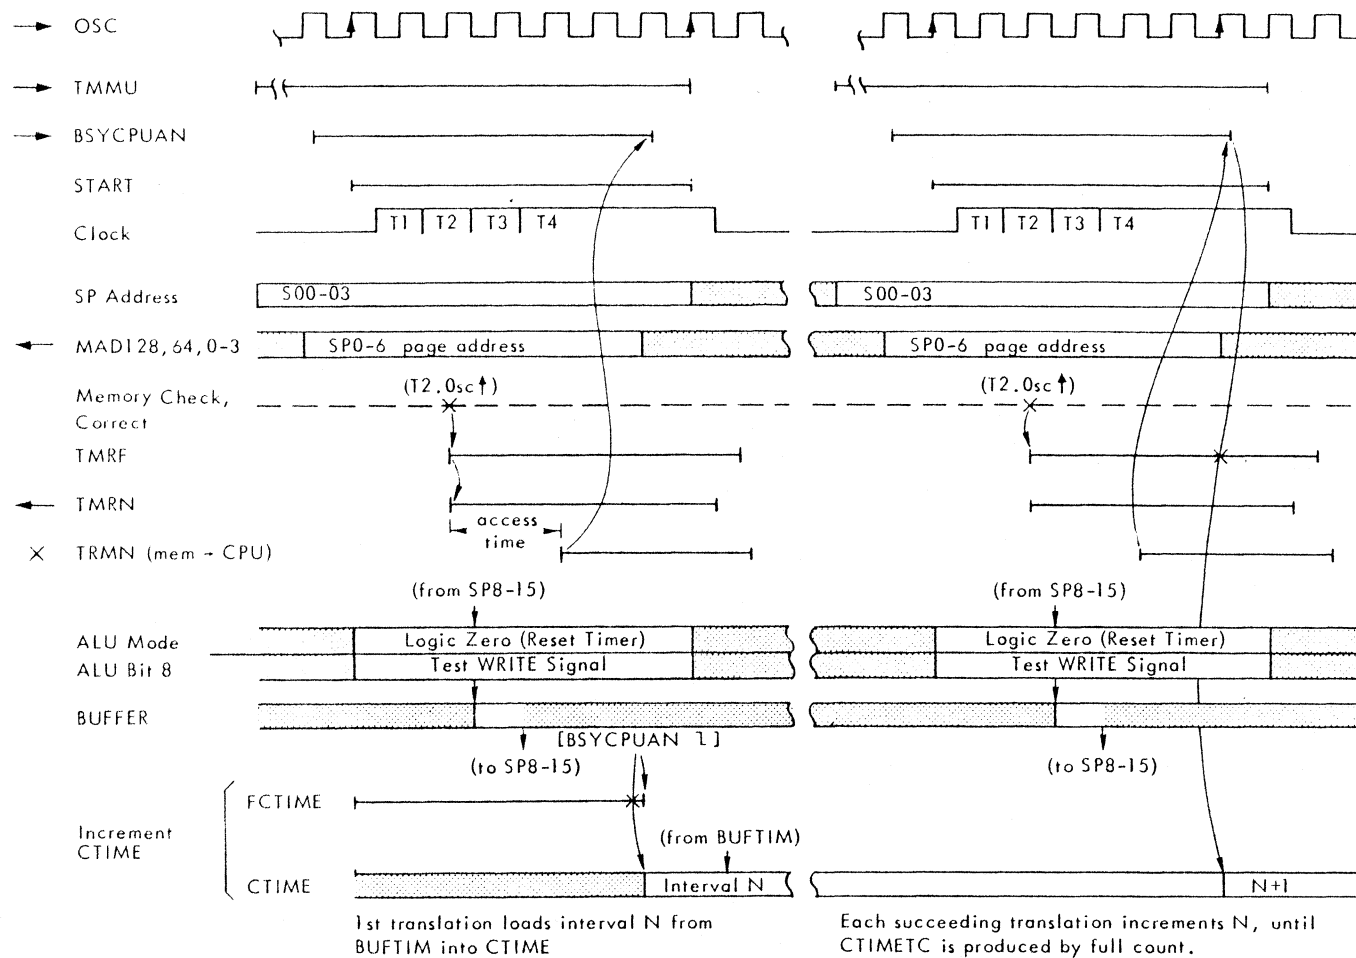 OSC
TMMU
BSYCPUAN
START
Clock
T1 T2 T3 T4
T1 T2 T3 T4
SP Address
S00-03
S00-03
MAD128,64,0-3
SP0-6 page address
SP0-6 page address
Memory Check,
Correct
(T2.0sc↑)
(T2.0sc↑)
TMRF
TMRN
access
time
× TRMN (mem - CPU)
(from SP8-15)
(from SP8-15)
ALU Mode
Logic Zero (Reset Timer)
Logic Zero (Reset Timer)
ALU Bit 8
Test WRITE Signal
Test WRITE Signal
BUFFER
[BSYCPUAN ʅ]
(to SP8-15)
(to SP8-15)
Increment
CTIME
FCTIME
(from BUFTIM)
CTIME
Interval N
N+1
1st translation loads interval N from
BUFTIM into CTIME
Each succeeding translation increments N, until
CTIMETC is produced by full count.